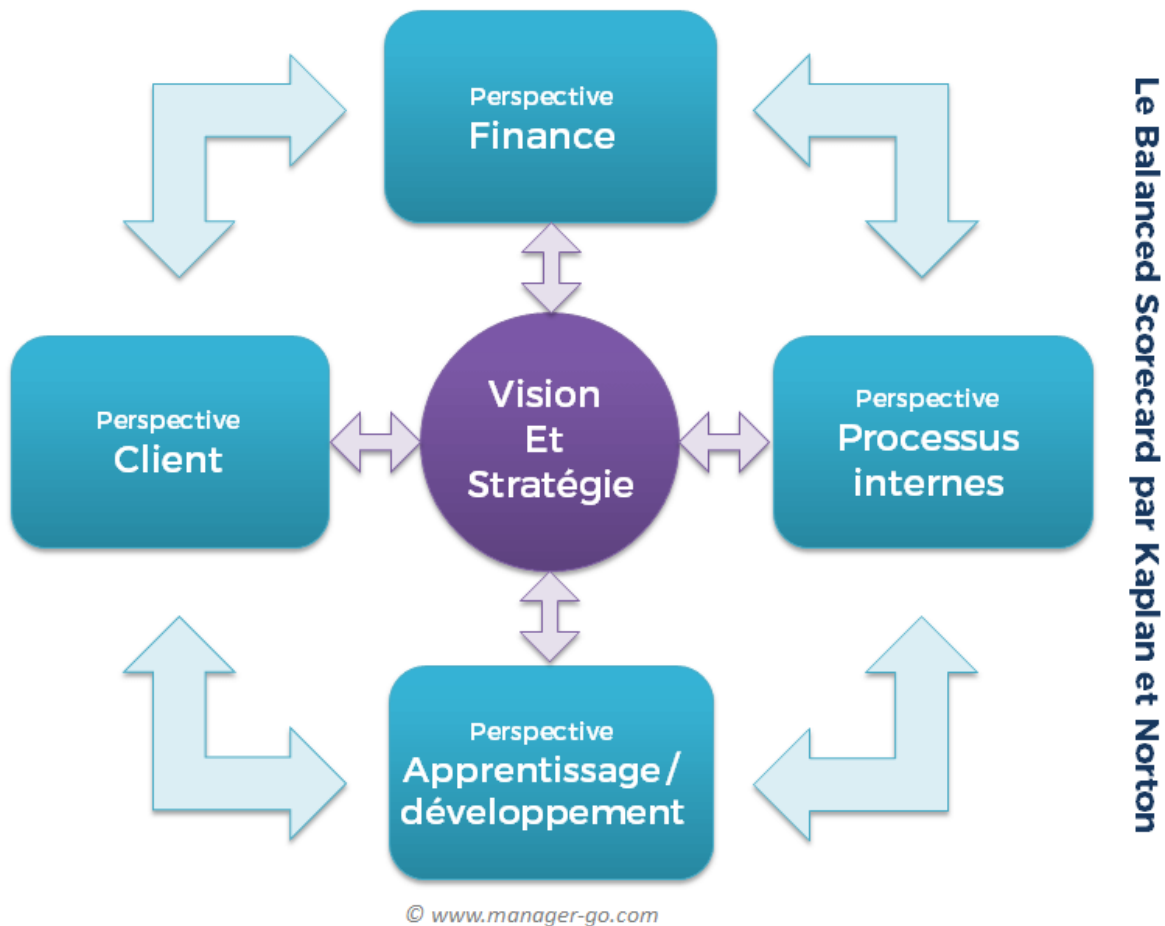 Perspective
Finance
Perspective
Client
Vision
Et
Stratégie
Perspective
Processus
internes
Perspective
Apprentissage/
développement
Le Balanced Scorecard par Kaplan et Norton
© www.manager-go.com